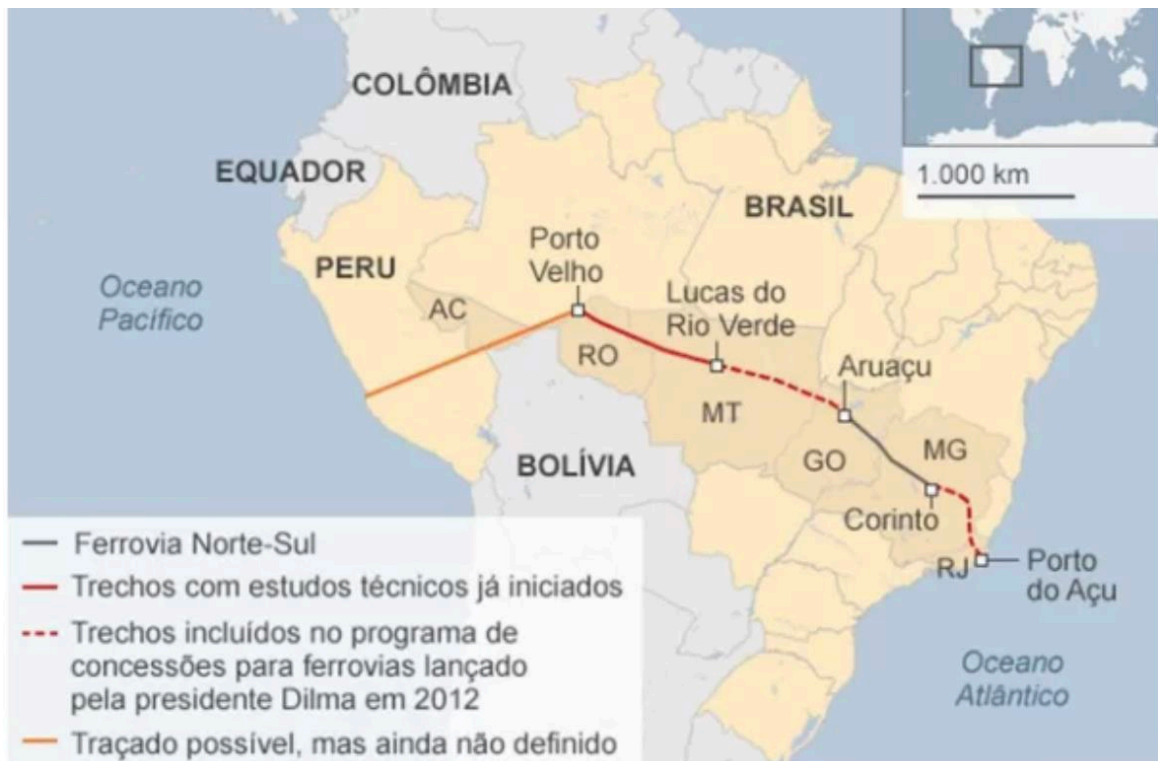 COLÔMBIA
EQUADOR
1.000 km
BRASIL
PERU
Porto
Velho
Oceano
Pacífico
Lucas do
Rio Verde
AC
RO
Aruaçu
MT
BOLÍVIA
GO
MG
Corinto
RJ
Porto
do Açu
Oceano
Atlântico
Ferrovia Norte-Sul
Trechos com estudos técnicos já iniciados
Trechos incluídos no programa de
concessões para ferrovias lançado
pela presidente Dilma em 2012
Traçado possível, mas ainda não definido